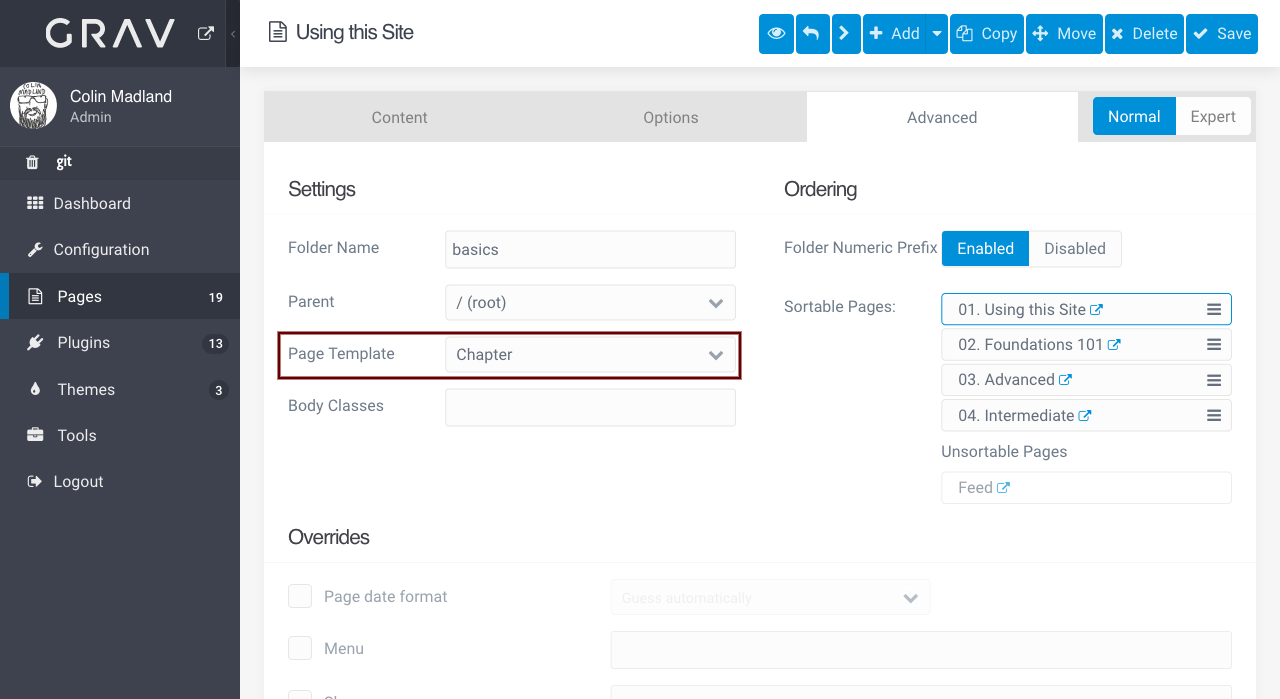 GRAV
Using this Site
Add
Copy
Move
Delete
Save
Colin Madland
Admin
git
Dashboard
Configuration
Pages 19
Plugins 13
Themes 3
Tools
Logout
Content
Options
Advanced
Normal
Expert
Settings
Folder Name
basics
Parent
/ (root)
Page Template
Chapter
Body Classes
Ordering
Folder Numeric Prefix
Enabled
Disabled
Sortable Pages:
01. Using this Site
02. Foundations 101
03. Advanced
04. Intermediate
Unsortable Pages
Feed
Overrides
Page date format
Guess automatically
Menu